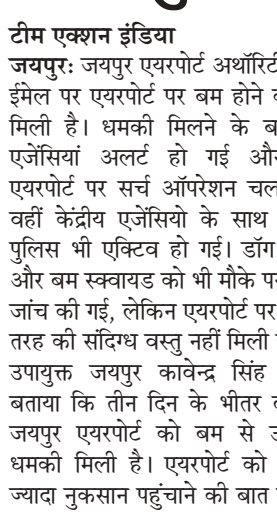 टीम एक्शन इंडिया
जयपुरः जयपुर एयरपोर्ट अथॉरिटी
ईमेल पर एयरपोर्ट पर बम होने
मिली है। धमकी मिलने के
एजेंसियां अलर्ट हो गई
एयरपोर्ट पर सर्च ऑपरेशन
वहीं केंद्रीय एजेंसियो के साथ
पुलिस भी एक्टिव हो गई। डॉग
और बम स्क्वायड को भी मौके
जांच की गई, लेकिन एयरपोर्ट पर
तरह की संदिग्ध वस्तु नहीं मिली
उपायुक्त जयपुर कावेन्द्र सिंह
बताया कि तीन दिन के भीतर
जयपुर एयरपोर्ट को बम से
धमकी मिली है। एयरपोर्ट को
ज्यादा नुकसान पहुंचाने की बात